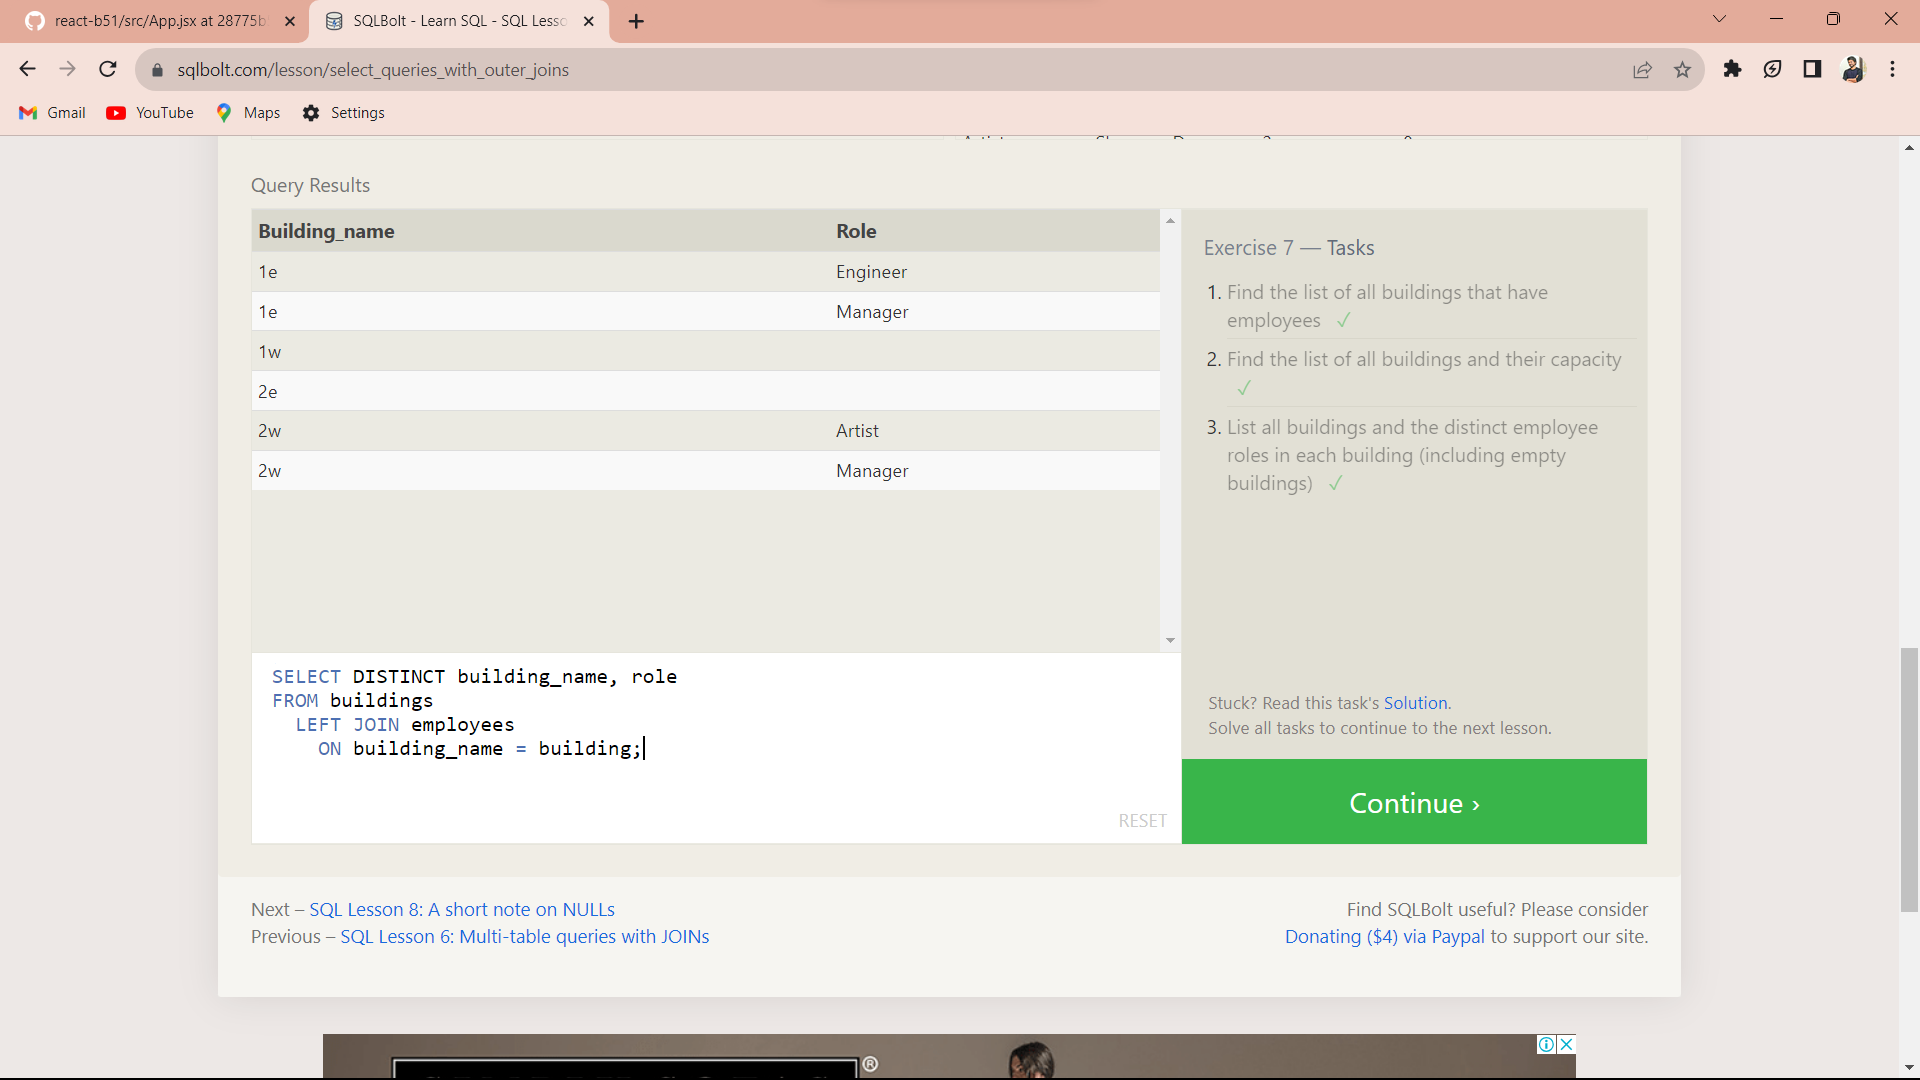 react-b51/src/App.jsx at 28775b
SQLBolt - Learn SQL - SQL Lesso
sqlbolt.com/lesson/select_queries_with_outer_joins
Gmail
YouTube
Maps
Settings
Query Results
Building_name Role
1e Engineer
1e Manager
1w
2e
2w Artist
2w Manager
Exercise 7 — Tasks
1. Find the list of all buildings that have
employees ✓
2. Find the list of all buildings and their capacity
✓
3. List all buildings and the distinct employee
roles in each building (including empty
buildings) ✓
SELECT DISTINCT building_name, role
FROM buildings
LEFT JOIN employees
ON building_name = building;
RESET
Stuck? Read this task's Solution.
Solve all tasks to continue to the next lesson.
Continue ›
Next – SQL Lesson 8: A short note on NULLs
Previous – SQL Lesson 6: Multi-table queries with JOINs
Find SQLBolt useful? Please consider
Donating ($4) via Paypal to support our site.
®